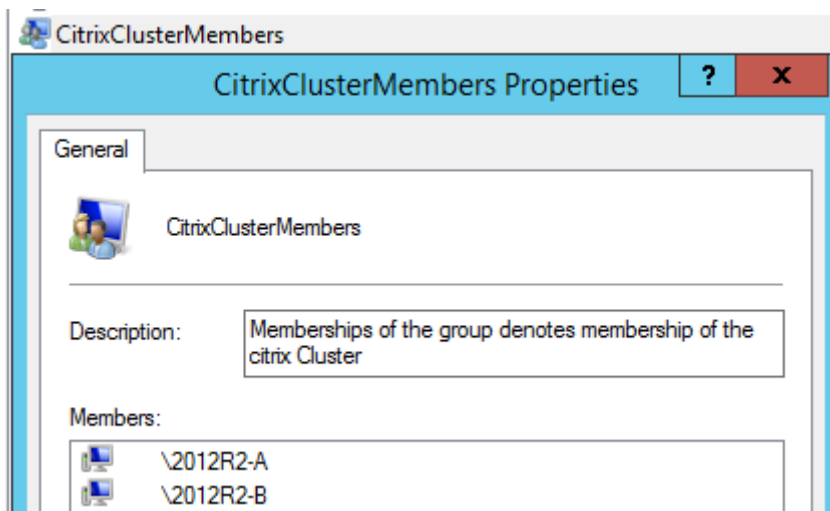 CitrixClusterMembers
CitrixClusterMembers Properties
? x
General
CitrixClusterMembers
Description:
Memberships of the group denotes membership of the
citrix Cluster
Members:
\2012R2-A
\2012R2-B